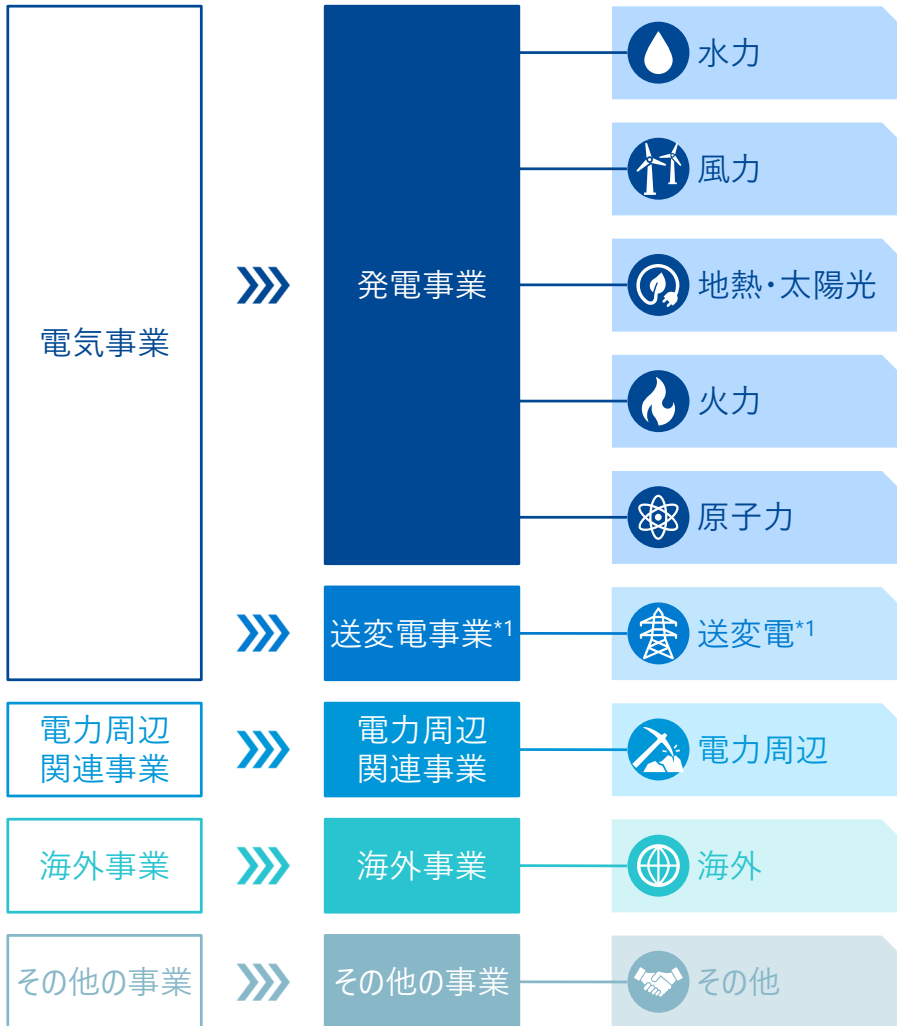 電気事業
発電事業
水力
風力
地熱・太陽光
火力
原子力
送変電事業*1
送変電*1
電力周辺
関連事業
電力周辺
関連事業
電力周辺
海外事業
海外事業
海外
その他の事業
その他の事業
その他